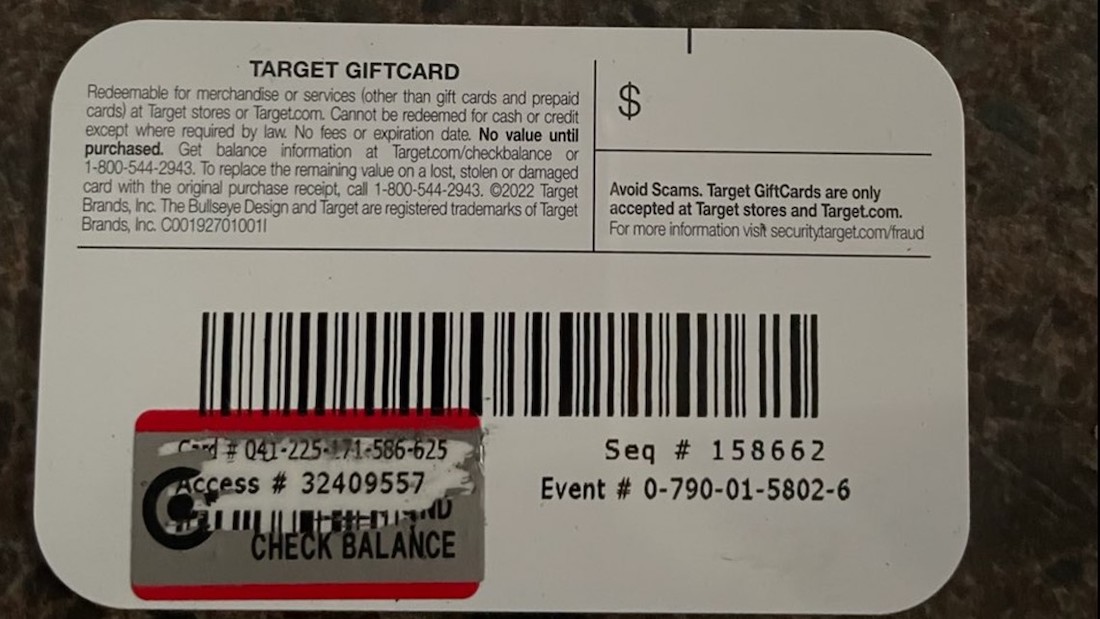 TARGET GIFTCARD
Redeemable for merchandise or services (other than gift cards and prepaid
cards) at Target stores or Target.com. Cannot be redeemed for cash or credit
except where required by law. No fees or expiration date. No value until
purchased. Get balance information at Target.com/checkbalance or
1-800-544-2943. To replace the remaining value on a lost, stolen or damaged
card with the original purchase receipt, call 1-800-544-2943. ©2022 Target
Brands, Inc. The Bullseye Design and Target are registered trademarks of Target
Brands, Inc. C001927010011
$
Avoid Scams. Target GiftCards are only
accepted at Target stores and Target.com.
For more information visit security.target.com/fraud
Card # 041-225-171-586-625
Access # 32409557
CHECK BALANCE
Seq # 158662
Event # 0-790-01-5802-6